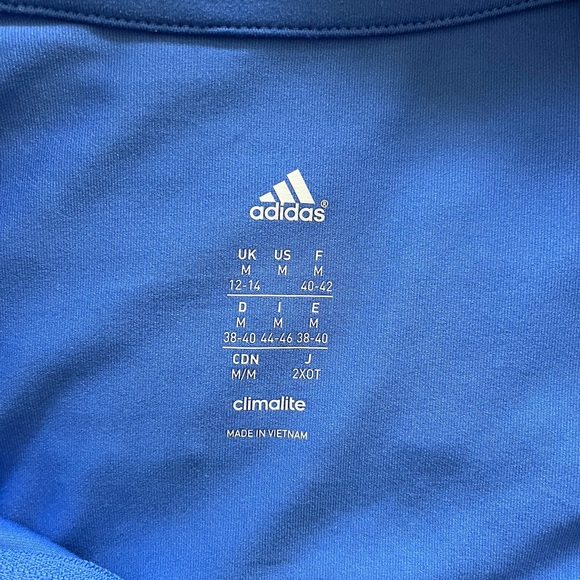 adidas®
UK US F
M M M
12-14 40-42
D I E
M M M
38-40 44-46 38-40
CDN J
M/M 2XOT
climalite
MADE IN VIETNAM